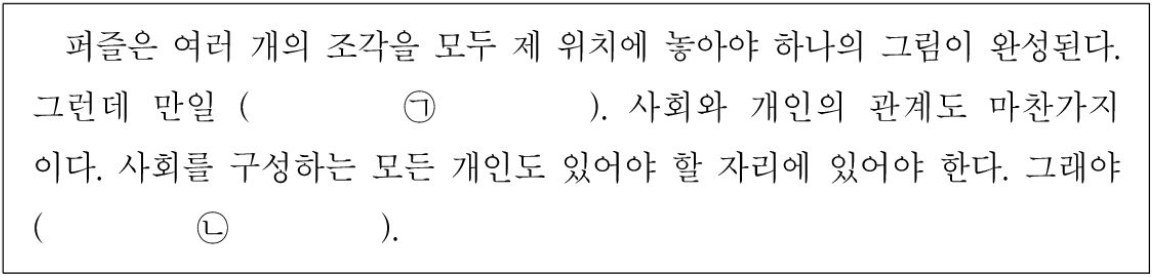 퍼즐은 여러 개의 조각을 모두 제 위치에 놓아야 하나의 그림이 완성된다.
그런데 만일 ( ㉠ ). 사회와 개인의 관계도 마찬가지
이다. 사회를 구성하는 모든 개인도 있어야 할 자리에 있어야 한다. 그래야
( ㉡ ).